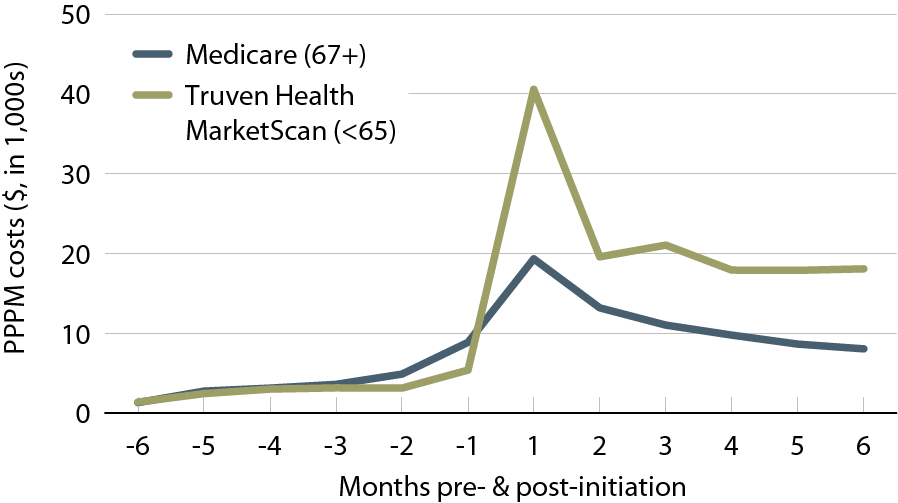 50
40
30
20
10
0
PPPM costs ($, in 1,000s)
Medicare (67+)
Truven Health
MarketScan (<65)
-6 -5 -4 -3 -2 -1 1 2 3 4 5 6
Months pre- & post-initiation